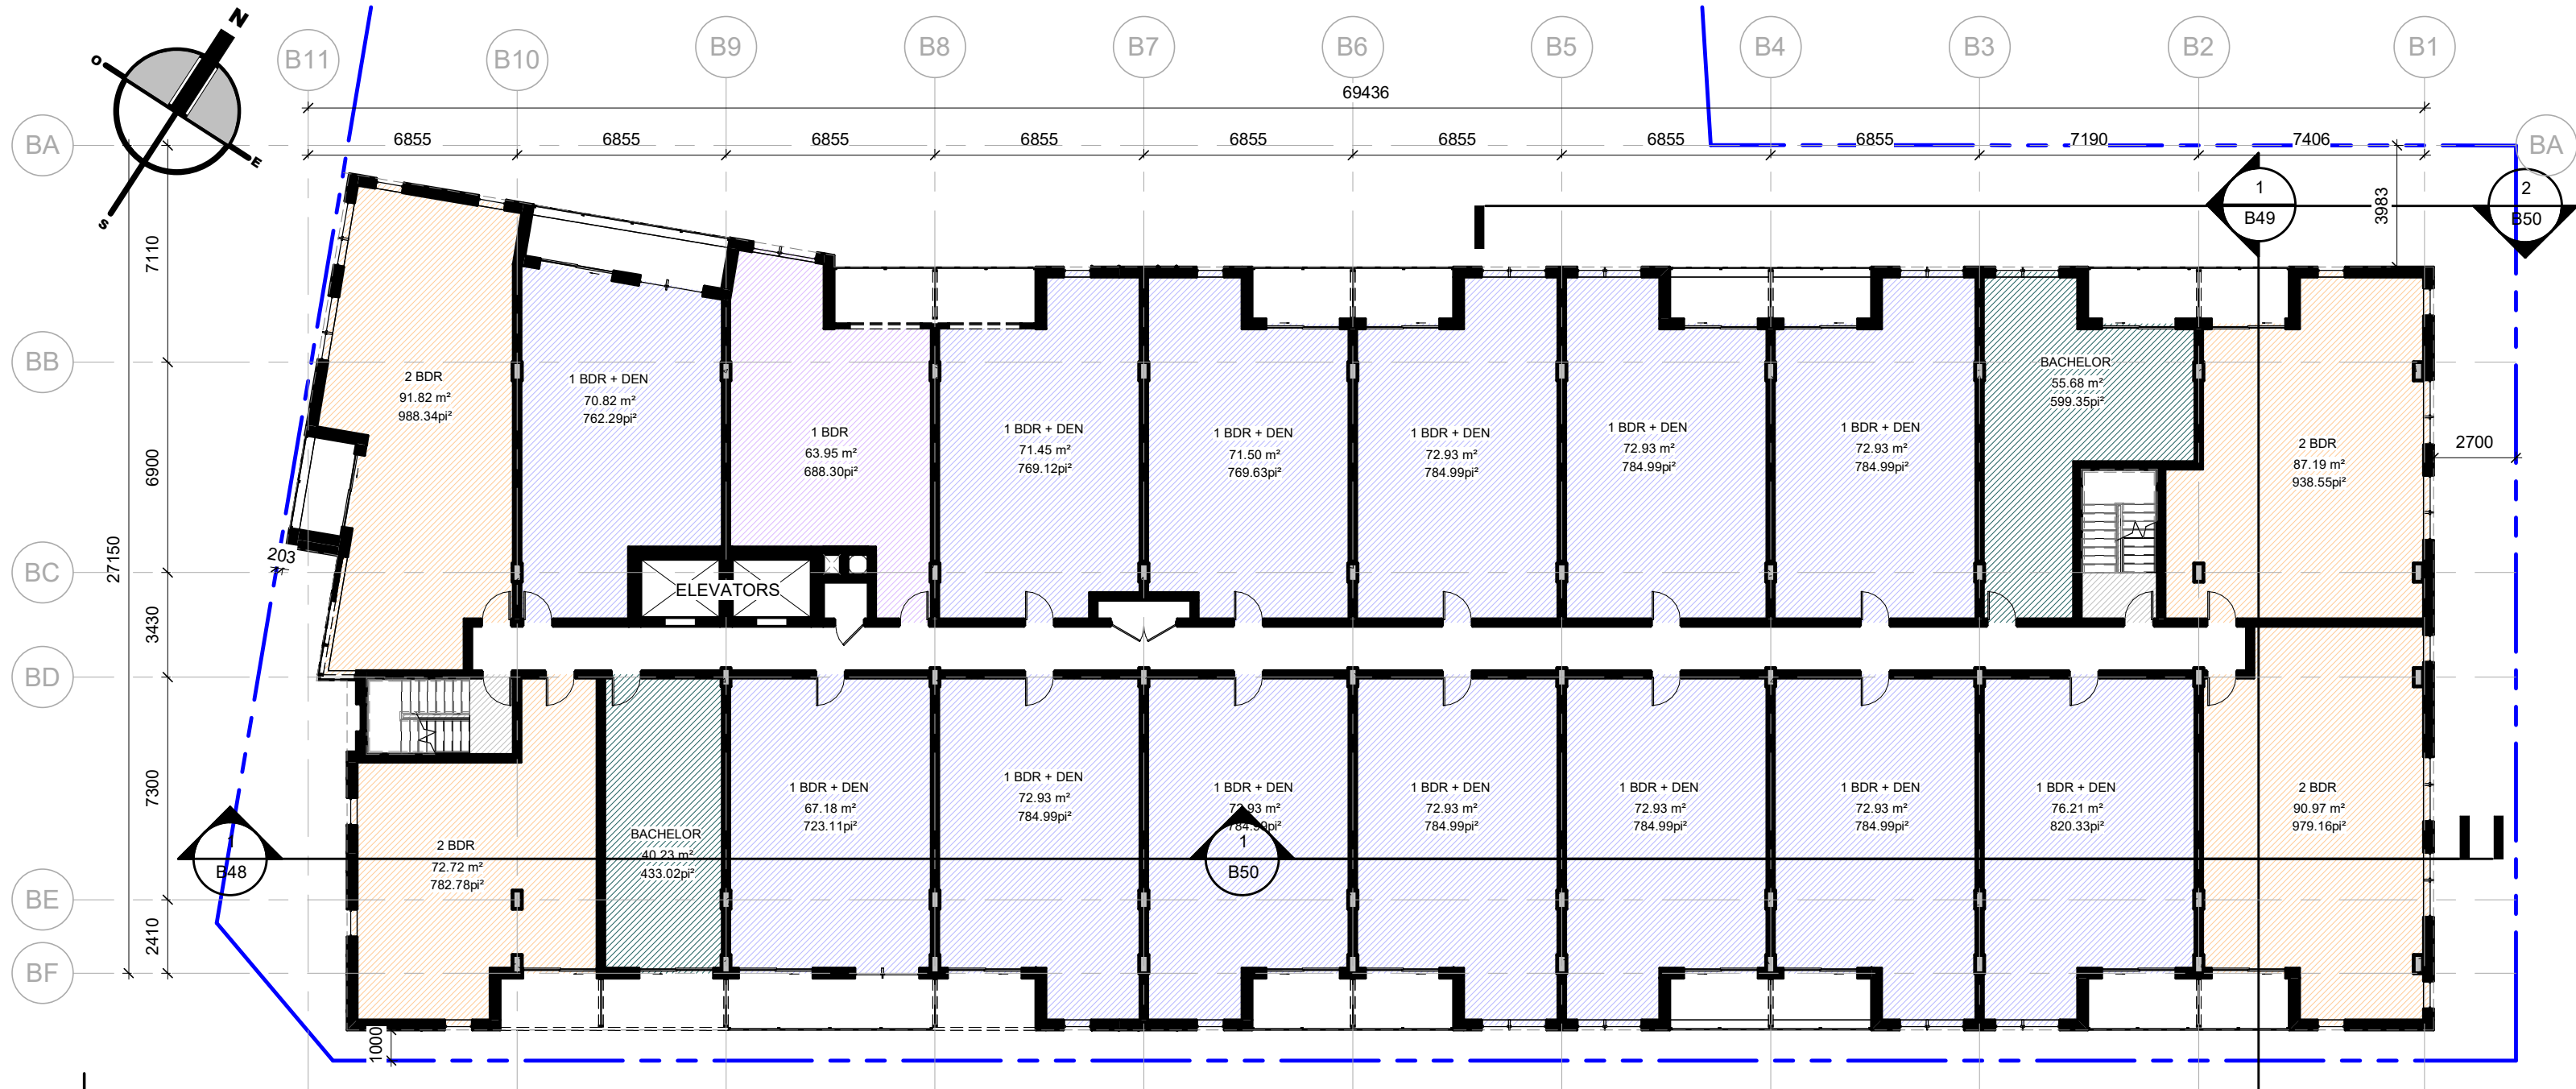 N
O
E
S
B11
B10
B9
B8
B7
B6
B5
B4
B3
B2
B1
69436
6855
6855
6855
6855
6855
6855
6855
6855
7190
7406
BA
BA
1
B49
2
B50
3983
7110
BB
6900
27150
BC
203
3430
BD
7300
BE
2410
BF
1000
2700
2 BDR
91.82 m²
988.34pi²
1 BDR + DEN
70.82 m²
762.29pi²
1 BDR
63.95 m²
688.30pi²
1 BDR + DEN
71.45 m²
769.12pi²
1 BDR + DEN
71.50 m²
769.63pi²
1 BDR + DEN
72.93 m²
784.99pi²
1 BDR + DEN
72.93 m²
784.99pi²
1 BDR + DEN
72.93 m²
784.99pi²
BACHELOR
55.68 m²
599.35pi²
2 BDR
87.19 m²
938.55pi²
ELEVATORS
2 BDR
72.72 m²
782.78pi²
BACHELOR
40.23 m²
433.02pi²
1 BDR + DEN
67.18 m²
723.11pi²
1 BDR + DEN
72.93 m²
784.99pi²
1 BDR + DEN
72.93 m²
784.99pi²
1 BDR + DEN
72.93 m²
784.99pi²
1 BDR + DEN
72.93 m²
784.99pi²
1 BDR + DEN
72.93 m²
784.99pi²
1 BDR + DEN
76.21 m²
820.33pi²
2 BDR
90.97 m²
979.16pi²
1
B48
1
B50